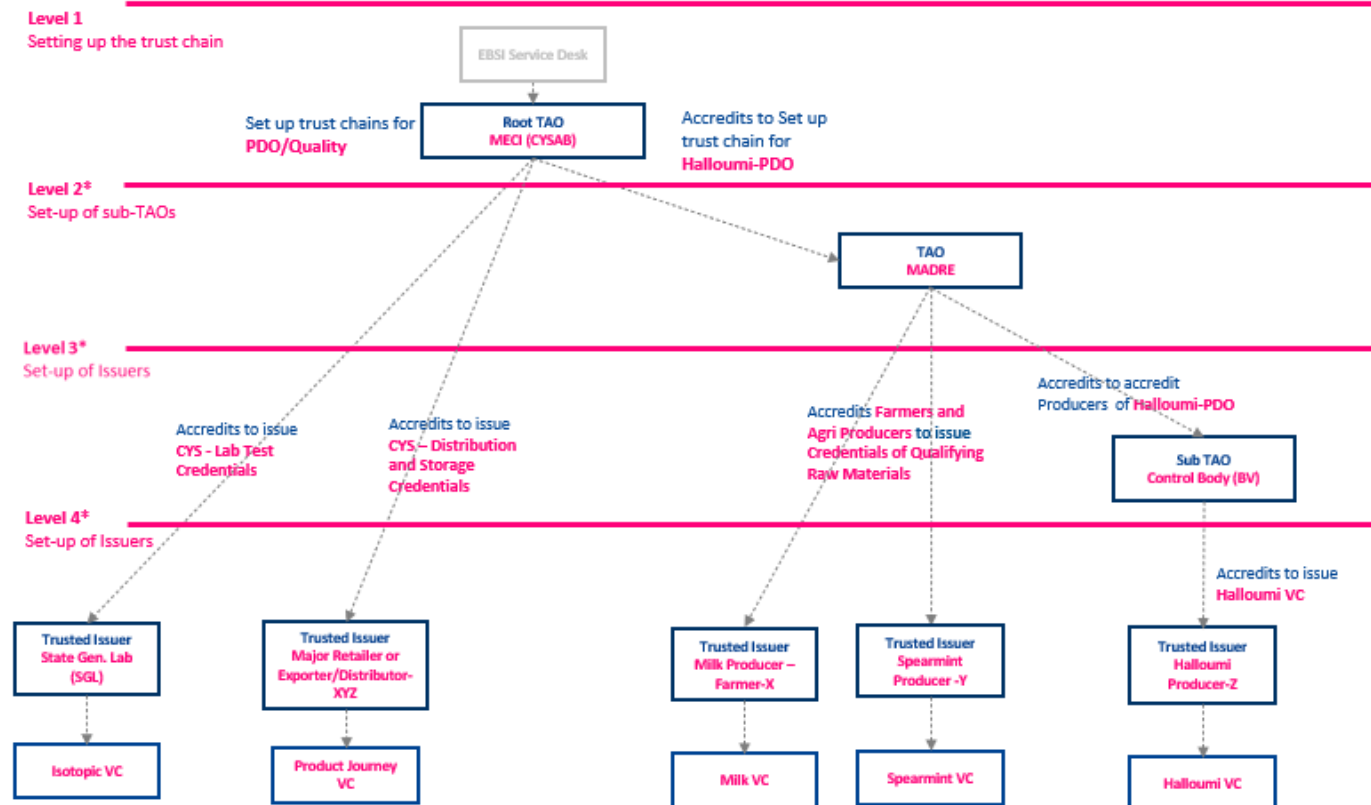 Level 1
Setting up the trust chain
EBSI Service Desk
Root TAO
MECI (CYSAB)
Set up trust chains for
PDO/Quality
Accredits to Set up
trust chain for
Halloumi-PDO
Level 2*
Set-up of sub-TAOs
TAO
MADRE
Level 3*
Set-up of Issuers
Accredits to issue
CYS - Lab Test
Credentials
Accredits to issue
CYS – Distribution
and Storage
Credentials
Accredits Farmers and
Agri Producers to issue
Credentials of Qualifying
Raw Materials
Accredits to accredit
Producers of Halloumi-PDO
Sub TAO
Control Body (BV)
Level 4*
Set-up of Issuers
Accredits to issue
Halloumi VC
Trusted Issuer
State Gen. Lab
(SGL)
Trusted Issuer
Major Retailer or
Exporter/Distributor-
XYZ
Trusted Issuer
Milk Producer –
Farmer-X
Trusted Issuer
Spearmint
Producer -Y
Trusted Issuer
Halloumi
Producer-Z
Isotopic VC
Product Journey
VC
Milk VC
Spearmint VC
Halloumi VC